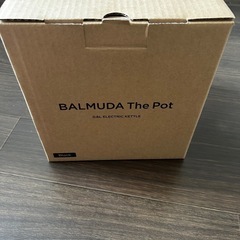 BALMUDA The Pot
0.6L ELECTRIC KETTLE